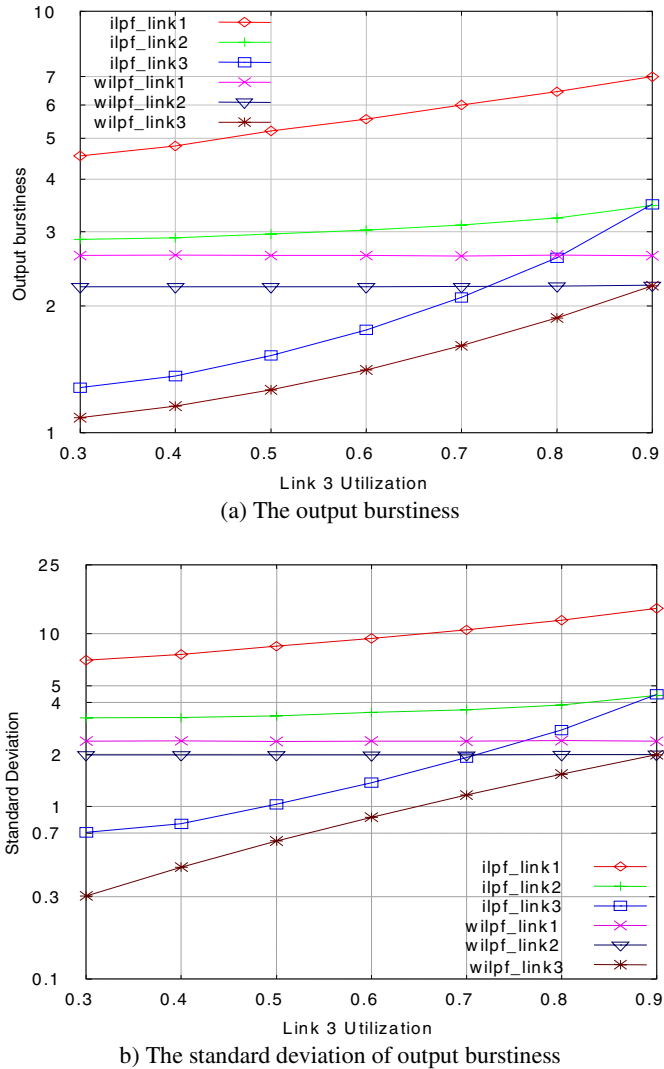 10
7
6
5
4
3
2
1
Output burstiness
ilpf_link1
ilpf_link2
ilpf_link3
wilpf_link1
wilpf_link2
wilpf_link3
0.3 0.4 0.5 0.6 0.7 0.8 0.9
Link 3 Utilization
(a) The output burstiness
25
10
5
4
2
1
0.7
0.3
0.1
Standard Deviation
ilpf_link1
ilpf_link2
ilpf_link3
wilpf_link1
wilpf_link2
wilpf_link3
0.3 0.4 0.5 0.6 0.7 0.8 0.9
Link 3 Utilization
b) The standard deviation of output burstiness